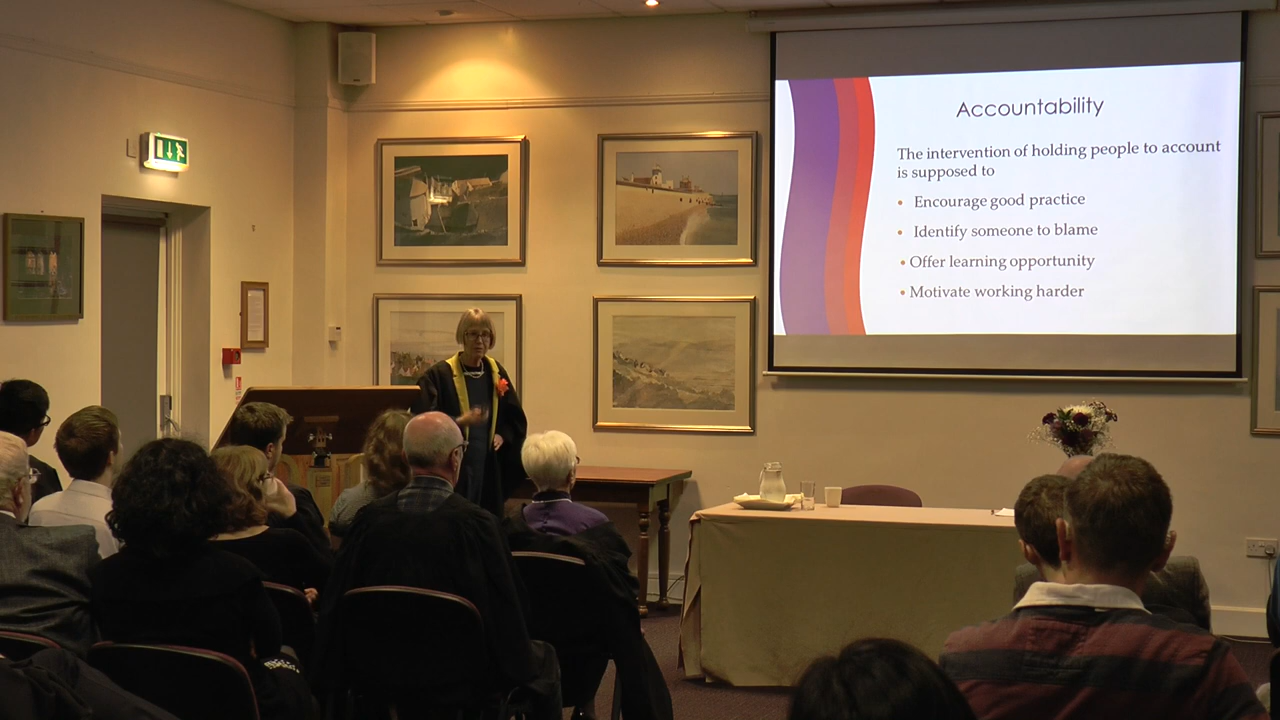 Accountability
The intervention of holding people to account
is supposed to
• Encourage good practice
• Identify someone to blame
• Offer learning opportunity
• Motivate working harder